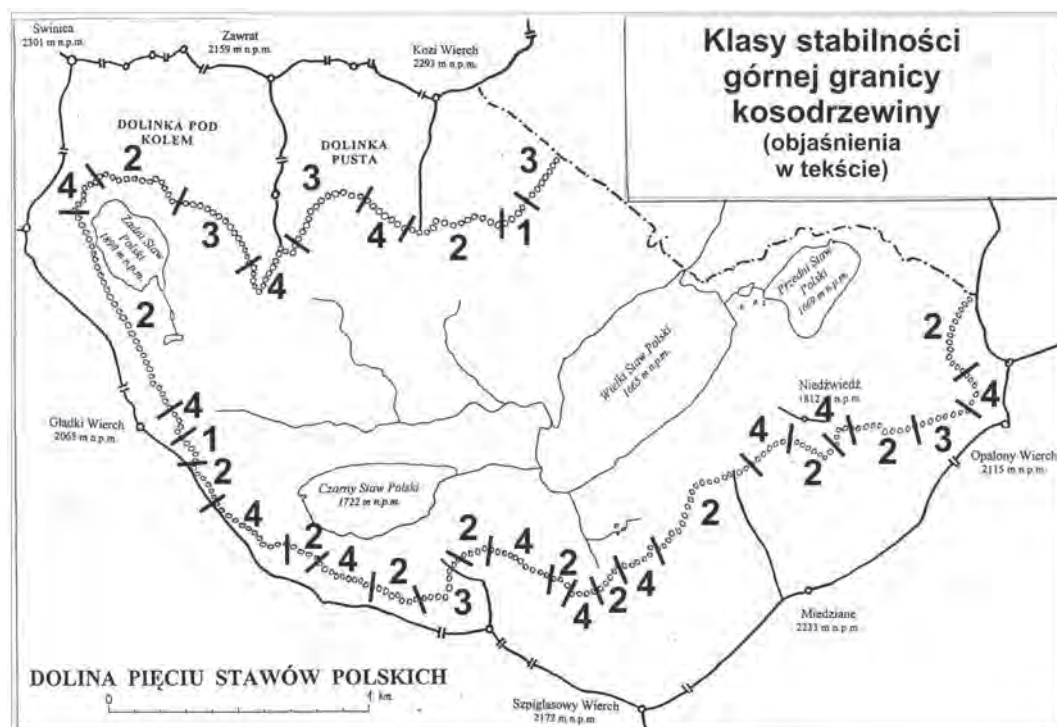 Klasy stabilności
górnej granicy
kosodrzewiny
(objaśnienia
w tekście)
Świnica
2301 m n.p.m.
Zawrat
2159 m n.p.m.
Kozi Wierch
2293 m n.p.m.
DOLINKA POD
KOLEM
DOLINKA
PUSTA
2
4
3
4
3
4
2
1
3
Zadni Staw
Polski
1890 m n.p.m.
2
Przedni Staw
Polski
1669 m n.p.m.
Wielki Staw Polski
1665 m n.p.m.
2
4
Niedźwiedź
1812 m n.p.m.
4
4
2
2
3
Gładki Wierch
2065 m n.p.m.
4
1
2
4
Opalony Wierch
2115 m n.p.m.
Czarny Staw Polski
1722 m n.p.m.
2
4
2
3
2
4
2
4
2
4
2
Miedziane
2233 m n.p.m.
DOLINA PIĘCIU STAWÓW POLSKICH
0
1 km
Szpiglasowy Wierch
2172 m n.p.m.